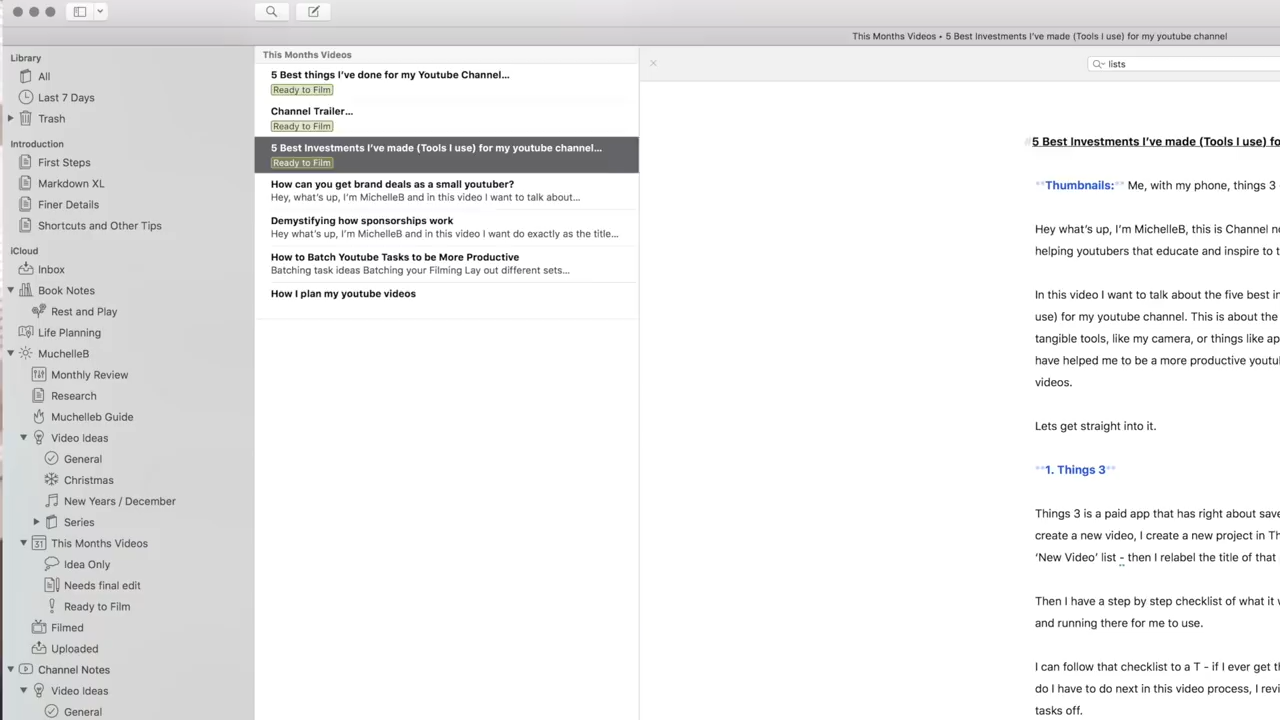 This Months Videos • 5 Best Investments I've made (Tools I use) for my youtube channel
Library
All
Last 7 Days
Trash
Introduction
First Steps
Markdown XL
Finer Details
Shortcuts and Other Tips
iCloud
Inbox
Book Notes
Rest and Play
Life Planning
MuchelleB
Monthly Review
Research
Muchelleb Guide
Video Ideas
General
Christmas
New Years / December
Series
31 This Months Videos
Idea Only
Needs final edit
Ready to Film
Filmed
Uploaded
Channel Notes
Video Ideas
General
This Months Videos
5 Best things I've done for my Youtube Channel...
Ready to Film
Channel Trailer...
Ready to Film
5 Best Investments I've made (Tools I use) for my youtube channel...
Ready to Film
How can you get brand deals as a small youtuber?
Hey, what's up, I'm MichelleB and in this video I want to talk about...
Demystifying how sponsorships work
Hey what's up, I'm MichelleB and in this video I want do exactly as the title...
How to Batch Youtube Tasks to be More Productive
Batching task ideas Batching your Filming Lay out different sets...
How I plan my youtube videos
lists
#5 Best Investments I've made (Tools I use) fo
**Thumbnails:** Me, with my phone, things 3
Hey what's up, I'm MichelleB, this is Channel no
helping youtubers that educate and inspire to t
In this video I want to talk about the five best in
use) for my youtube channel. This is about the
tangible tools, like my camera, or things like ap
have helped me to be a more productive youtu
videos.
Lets get straight into it.
**1. Things 3**
Things 3 is a paid app that has right about save
create a new video, I create a new project in Th
'New Video' list - then I relabel the title of that
Then I have a step by step checklist of what it w
and running there for me to use.
I can follow that checklist to a T - if I ever get th
do I have to do next in this video process, I revi
tasks off.